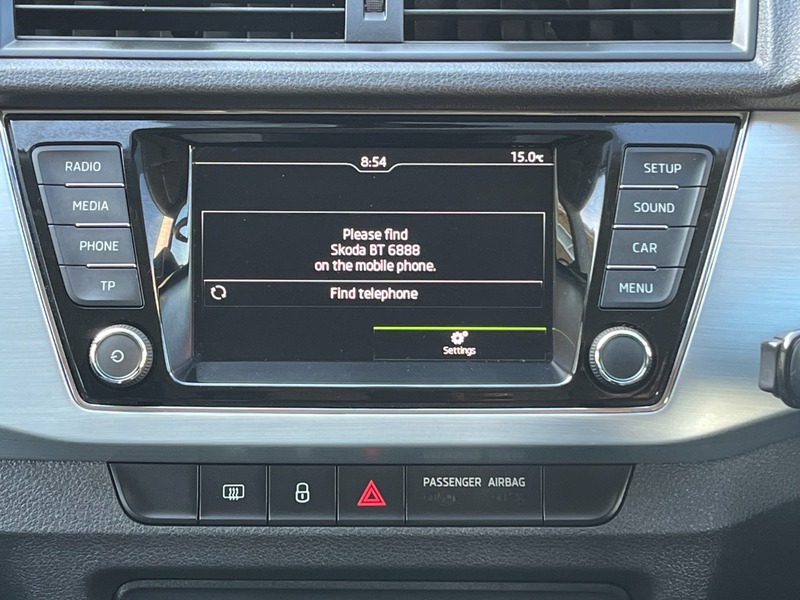 8:54 15.0°C
RADIO
MEDIA
PHONE
TP
Please find
Skoda BT 6888
on the mobile phone.
Find telephone
Settings
SETUP
SOUND
CAR
MENU
PASSENGER AIRBAG